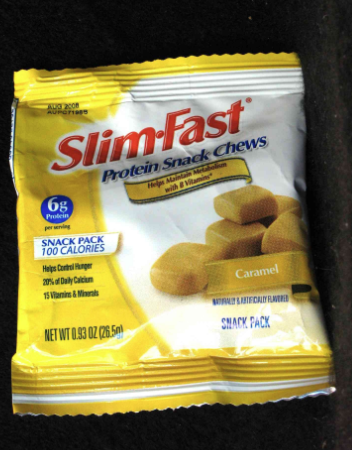 AUG 2008
Slim•Fast®
Protein Snack Chews
Helps Maintain Metabolism
with 8 Vitamins*
6g
Protein
per serving
SNACK PACK
100 CALORIES
Helps Control Hunger
20% of Daily Calcium
15 Vitamins & Minerals
Caramel
NATURALLY & ARTIFICIALLY FLAVORED
SNACK PACK
NET WT 0.93 OZ (26.5g)